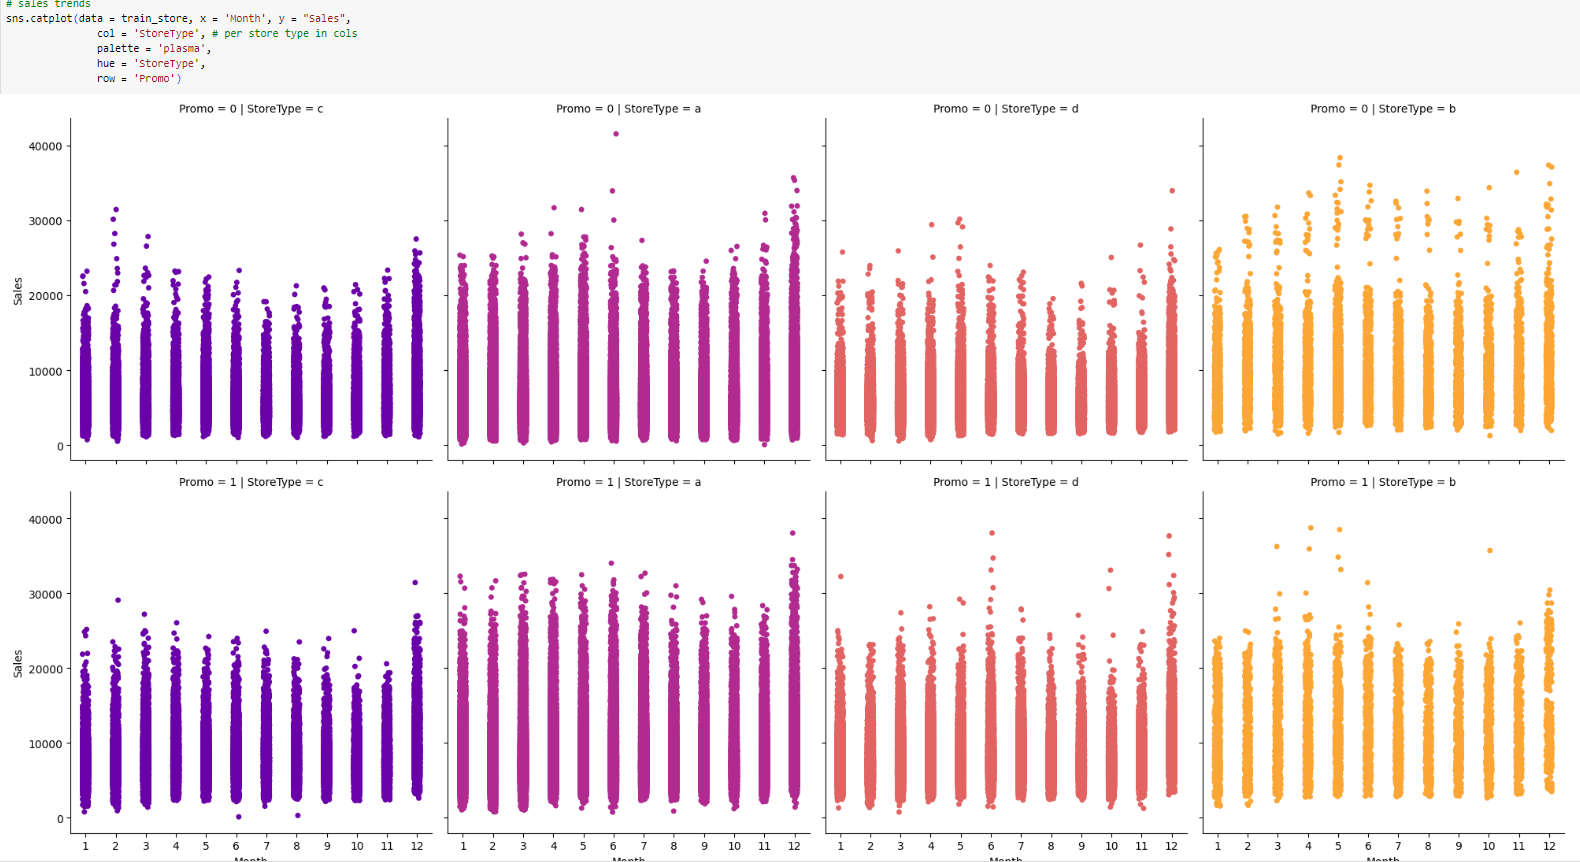 # sales trends
sns.catplot(data = train_store, x = 'Month', y = "Sales",
col = 'StoreType', # per store type in cols
palette = 'plasma',
hue = 'StoreType',
row = 'Promo')
Promo = 0 | StoreType = c
Promo = 0 | StoreType = a
Promo = 0 | StoreType = d
Promo = 0 | StoreType = b
40000
30000
20000
10000
0
Sales
Promo = 1 | StoreType = c
Promo = 1 | StoreType = a
Promo = 1 | StoreType = d
Promo = 1 | StoreType = b
40000
30000
20000
10000
0
Sales
1 2 3 4 5 6 7 8 9 10 11 12
1 2 3 4 5 6 7 8 9 10 11 12
1 2 3 4 5 6 7 8 9 10 11 12
1 2 3 4 5 6 7 8 9 10 11 12
Month
Month
Month
Month